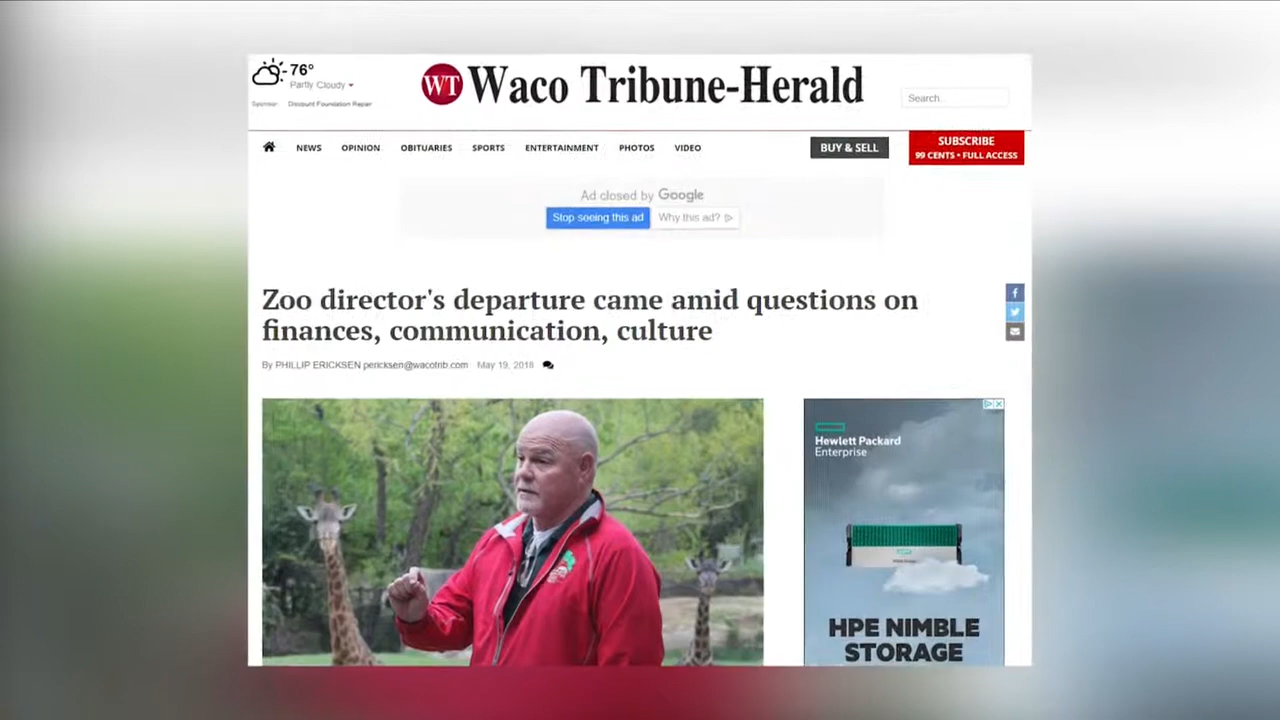 76°
Partly Cloudy
Sponsor: Discount Foundation Repair
WT Waco Tribune-Herald
Search..
NEWS OPINION OBITUARIES SPORTS ENTERTAINMENT PHOTOS VIDEO
BUY & SELL
SUBSCRIBE
99 CENTS • FULL ACCESS
Ad closed by Google
Stop seeing this ad Why this ad?
Zoo director's departure came amid questions on
finances, communication, culture
By PHILLIP ERICKSEN pericksen@wacotrib.com May 19, 2018
Hewlett Packard
Enterprise
HPE NIMBLE
STORAGE